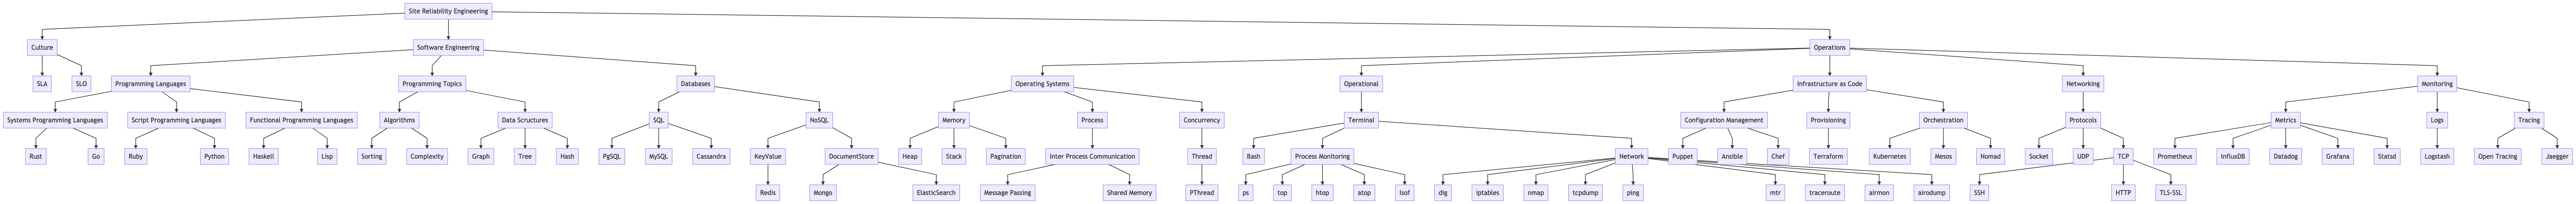 Site Reliability Engineering
Culture
Software Engineering
Operations
SLA
SLO
Programming Languages
Programming Topics
Databases
Operating Systems
Operational
Infrastructure as Code
Networking
Monitoring
Systems Programming Languages
Script Programming Languages
Functional Programming Languages
Algorithms
Data Scructures
SQL
NoSQL
Memory
Process
Concurrency
Terminal
Configuration Management
Provisioning
Orchestration
Protocols
Metrics
Logs
Tracing
Rust
Go
Ruby
Python
Haskell
Lisp
Sorting
Complexity
Graph
Tree
Hash
PgSQL
MySQL
Cassandra
KeyValue
DocumentStore
Heap
Stack
Pagination
Inter Process Communication
Thread
Bash
Process Monitoring
Network
Puppet
Ansible
Chef
Terraform
Kubernetes
Mesos
Nomad
Socket
UDP
TCP
Prometheus
InfluxDB
Datadog
Grafana
Statsd
Logstash
Open Tracing
Jaegger
Redis
Mongo
ElasticSearch
Message Passing
Shared Memory
PThread
ps
top
htop
atop
lsof
dig
iptables
nmap
tcpdump
ping
mtr
traceroute
airmon
airodump
SSH
HTTP
TLS-SSL